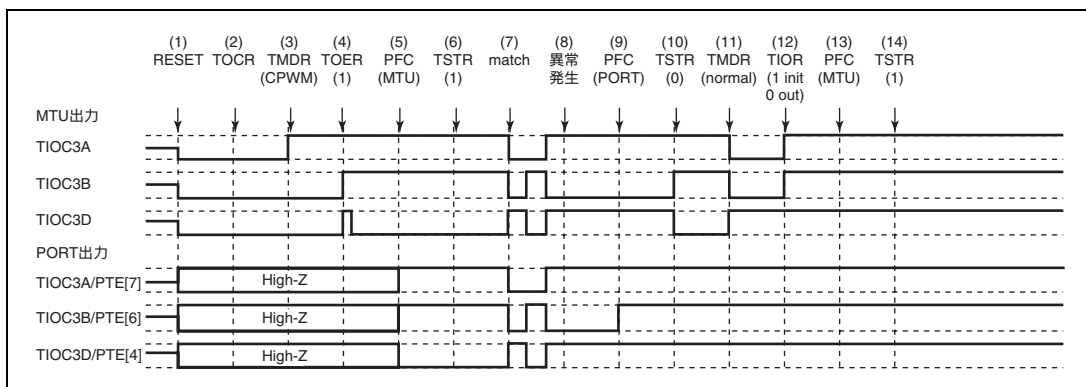 (1) (2) (3) (4) (5) (6) (7) (8) (9) (10) (11) (12) (13) (14)
RESET TOCR TMDR TOER PFC TSTR match 異常 PFC TSTR TMDR TIOR PFC TSTR
(CPWM) (1) (MTU) (1) 発生 (PORT) (0) (normal) (1 init (MTU) (1)
0 out)
MTU出力
TIOC3A
TIOC3B
TIOC3D
PORT出力
TIOC3A/PTE[7] High-Z
TIOC3B/PTE[6] High-Z
TIOC3D/PTE[4] High-Z